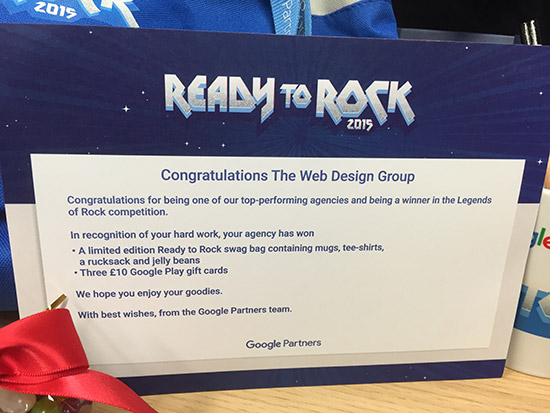 ROCK
2015
Partn
READY TO ROCK
2015
Congratulations The Web Design Group
Congratulations for being one of our top-performing agencies and being a winner in the Legends
of Rock competition.
In recognition of your hard work, your agency has won
• A limited edition Ready to Rock swag bag containing mugs, tee-shirts,
a rucksack and jelly beans
• Three £10 Google Play gift cards
We hope you enjoy your goodies.
With best wishes, from the Google Partners team.
Google Partners
gle